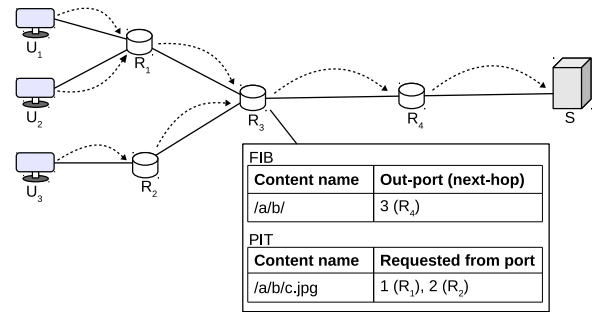 U1
R1
U2
R3
R4
S
U3
R2
FIB
Content name Out-port (next-hop)
/a/b/ 3 (R4)
PIT
Content name Requested from port
/a/b/c.jpg 1 (R1), 2 (R2)